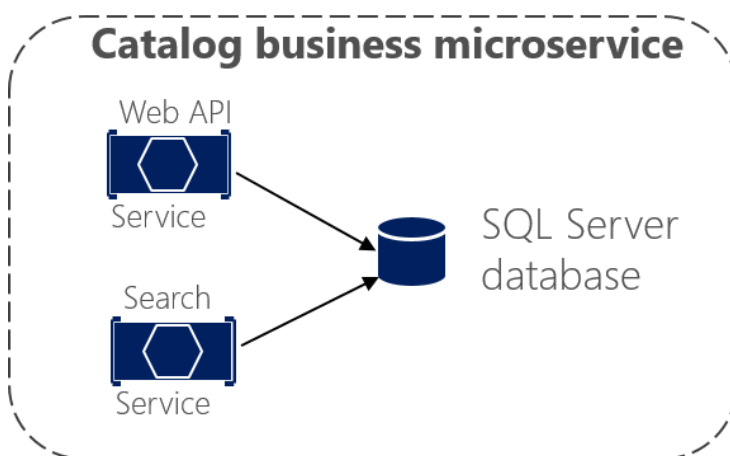 Catalog business microservice
Web API
Service
SQL Server
database
Search
Service